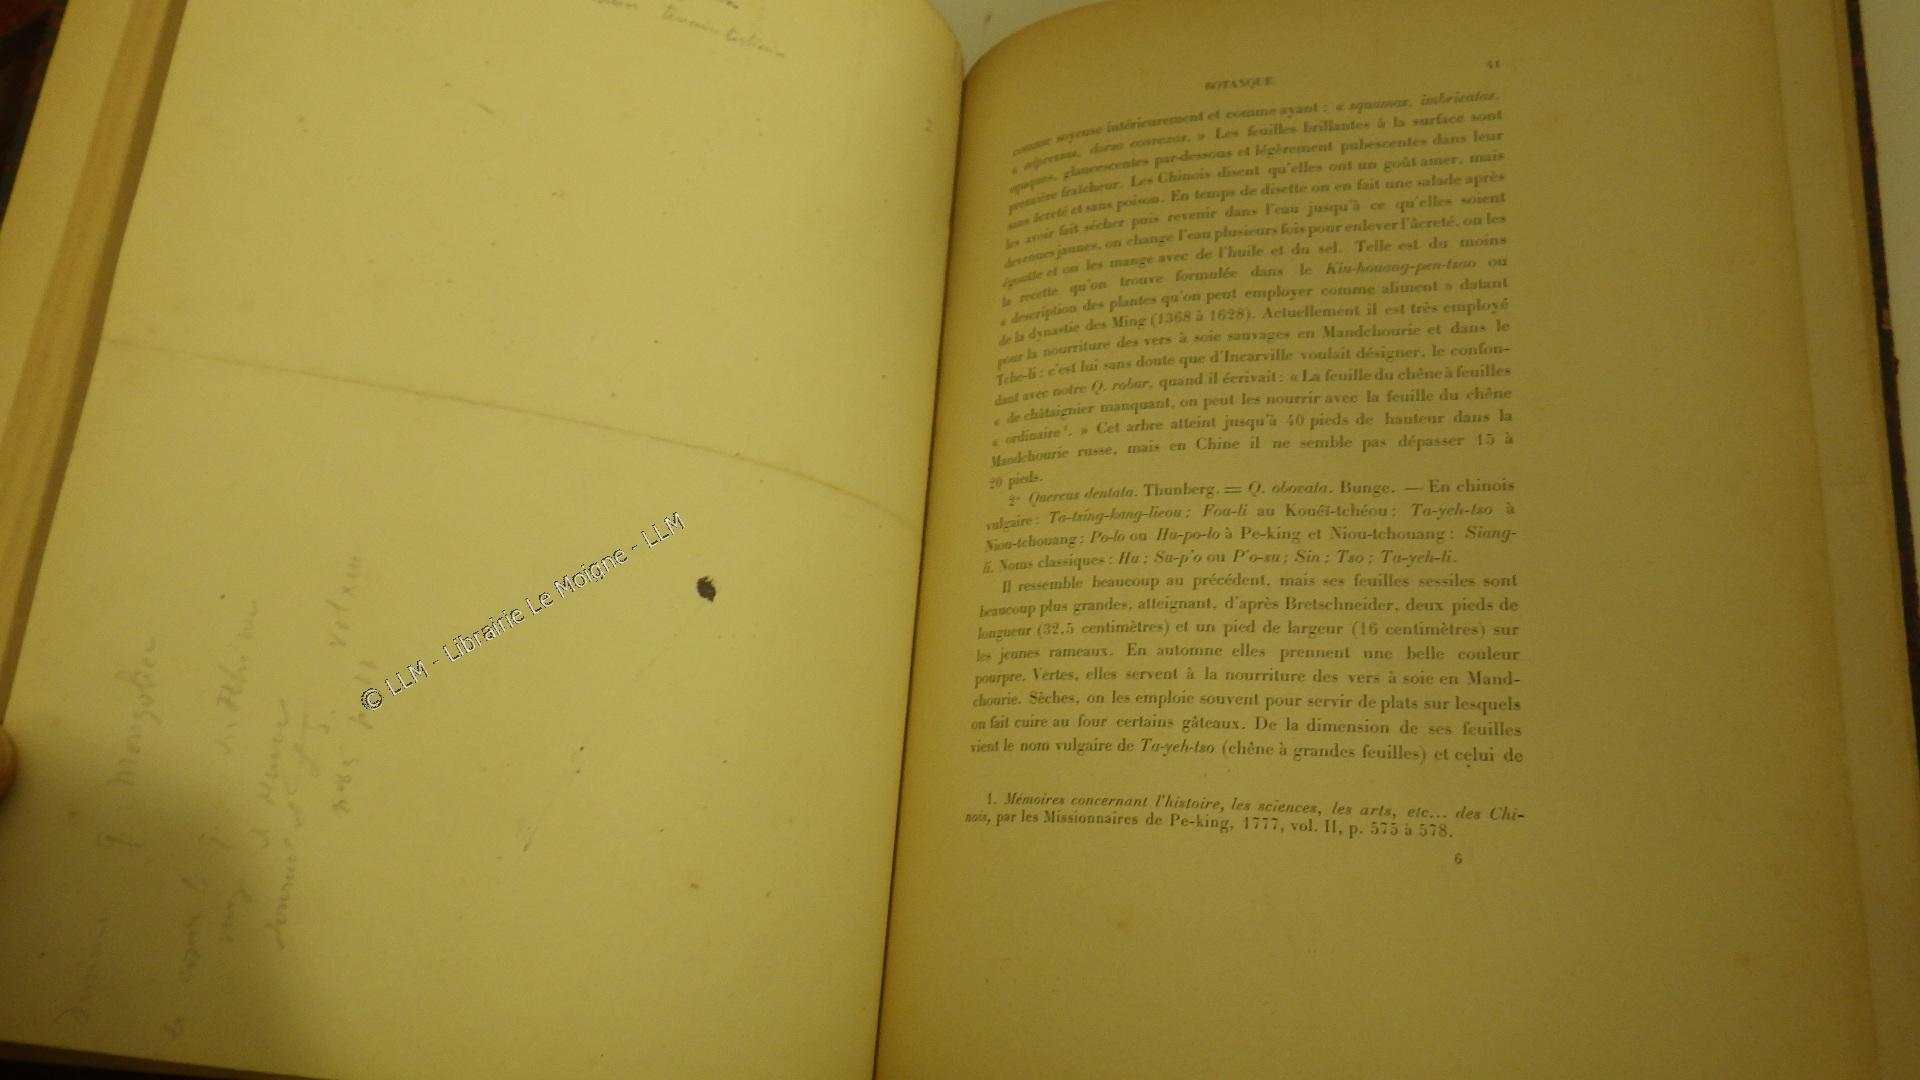 Q. Mongolica
© LLM - Librairie Le Moigne - LLM
BOTANIQUE 41
comme soyeuse intérieurement et comme ayant : « squamas, imbricatas,
« adpressas, dorso convexas. » Les feuilles brillantes à la surface sont
opaques, glaucescentes par-dessous et légèrement pubescentes dans leur
première fraîcheur. Les Chinois disent qu'elles ont un goût amer, mais
sans âcreté et sans poison. En temps de disette on en fait une salade après
les avoir fait sécher puis revenir dans l'eau jusqu'à ce qu'elles soient
devenues jaunes, on change l'eau plusieurs fois pour enlever l'âcreté, on les
égoutte et on les mange avec de l'huile et du sel. Telle est du moins
la recette qu'on trouve formulée dans le Kiu-houang-pen-tsao ou
« description des plantes qu'on peut employer comme aliment » datant
de la dynastie des Ming (1368 à 1628). Actuellement il est très employé
pour la nourriture des vers à soie sauvages en Mandchourie et dans le
Tche-li ; c'est lui sans doute que d'Incarville voulait désigner, le confon-
dant avec notre Q. robur, quand il écrivait : « La feuille du chêne à feuilles
« de châtaignier manquant, on peut les nourrir avec la feuille du chêne
« ordinaire¹. » Cet arbre atteint jusqu'à 40 pieds de hauteur dans la
Mandchourie russe, mais en Chine il ne semble pas dépasser 15 à
20 pieds.
2° Quercus dentata. Thunberg. = Q. obovata. Bunge. — En chinois
vulgaire : Ta-tsing-kang-lieou ; Fou-li au Kouéï-tchéou ; Ta-yeh-tso à
Niou-tchouang ; Po-lo ou Hu-po-lo à Pe-king et Niou-tchouang ; Siang-
li. Noms classiques : Hu ; Su-p'o ou P'o-su ; Sin ; Tso ; Ta-yeh-li.
Il ressemble beaucoup au précédent, mais ses feuilles sessiles sont
beaucoup plus grandes, atteignant, d'après Bretschneider, deux pieds de
longueur (32,5 centimètres) et un pied de largeur (16 centimètres) sur
les jeunes rameaux. En automne elles prennent une belle couleur
pourpre. Vertes, elles servent à la nourriture des vers à soie en Mand-
chourie. Sèches, on les emploie souvent pour servir de plats sur lesquels
on fait cuire au four certains gâteaux. De la dimension de ses feuilles
vient le nom vulgaire de Ta-yeh-tso (chêne à grandes feuilles) et celui de
1. Mémoires concernant l'histoire, les sciences, les arts, etc... des Chi-
nois, par les Missionnaires de Pe-king, 1777, vol. II, p. 575 à 578.
6